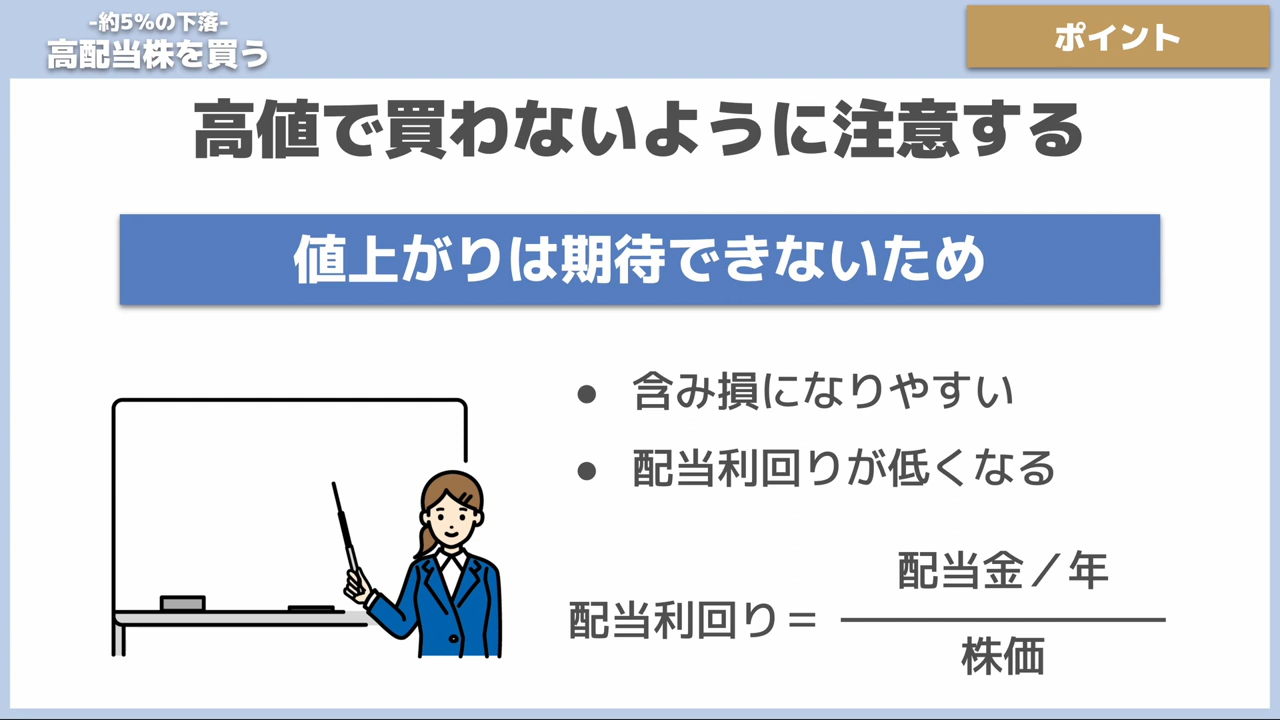 -約5%の下落-
高配当株を買う
ポイント
高値で買わないように注意する
値上がりは期待できないため
● 含み損になりやすい
● 配当利回りが低くなる
配当金／年
配当利回り＝
株価